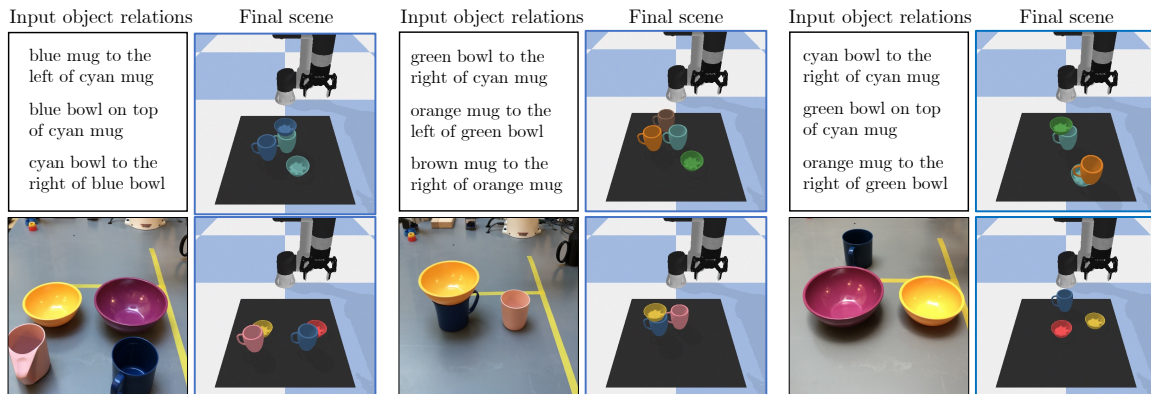 Input object relations
Final scene
Input object relations
Final scene
Input object relations
Final scene
blue mug to the
left of cyan mug
blue bowl on top
of cyan mug
cyan bowl to the
right of blue bowl
green bowl to the
right of cyan mug
orange mug to the
left of green bowl
brown mug to the
right of orange mug
cyan bowl to the
right of cyan mug
green bowl on top
of cyan mug
orange mug to the
right of green bowl